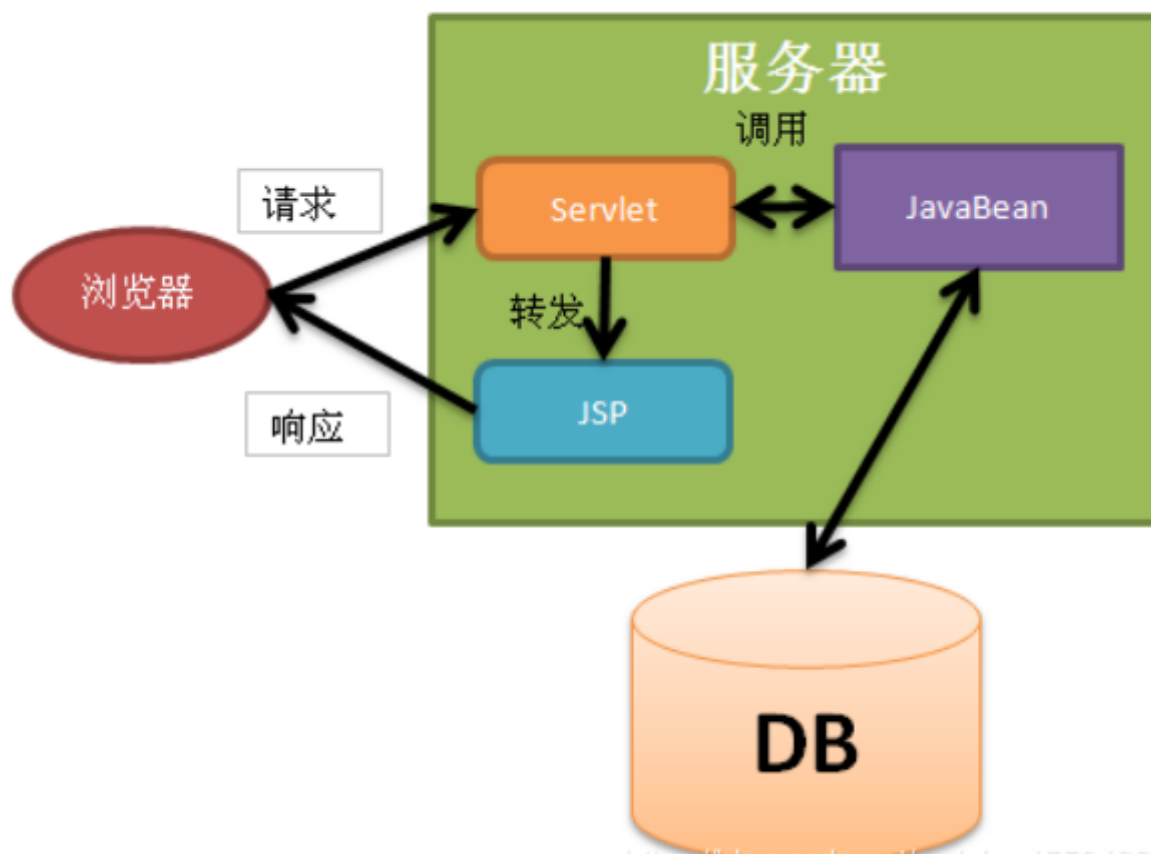 服务器
调用
请求
Servlet
JavaBean
浏览器
转发
响应
JSP
DB